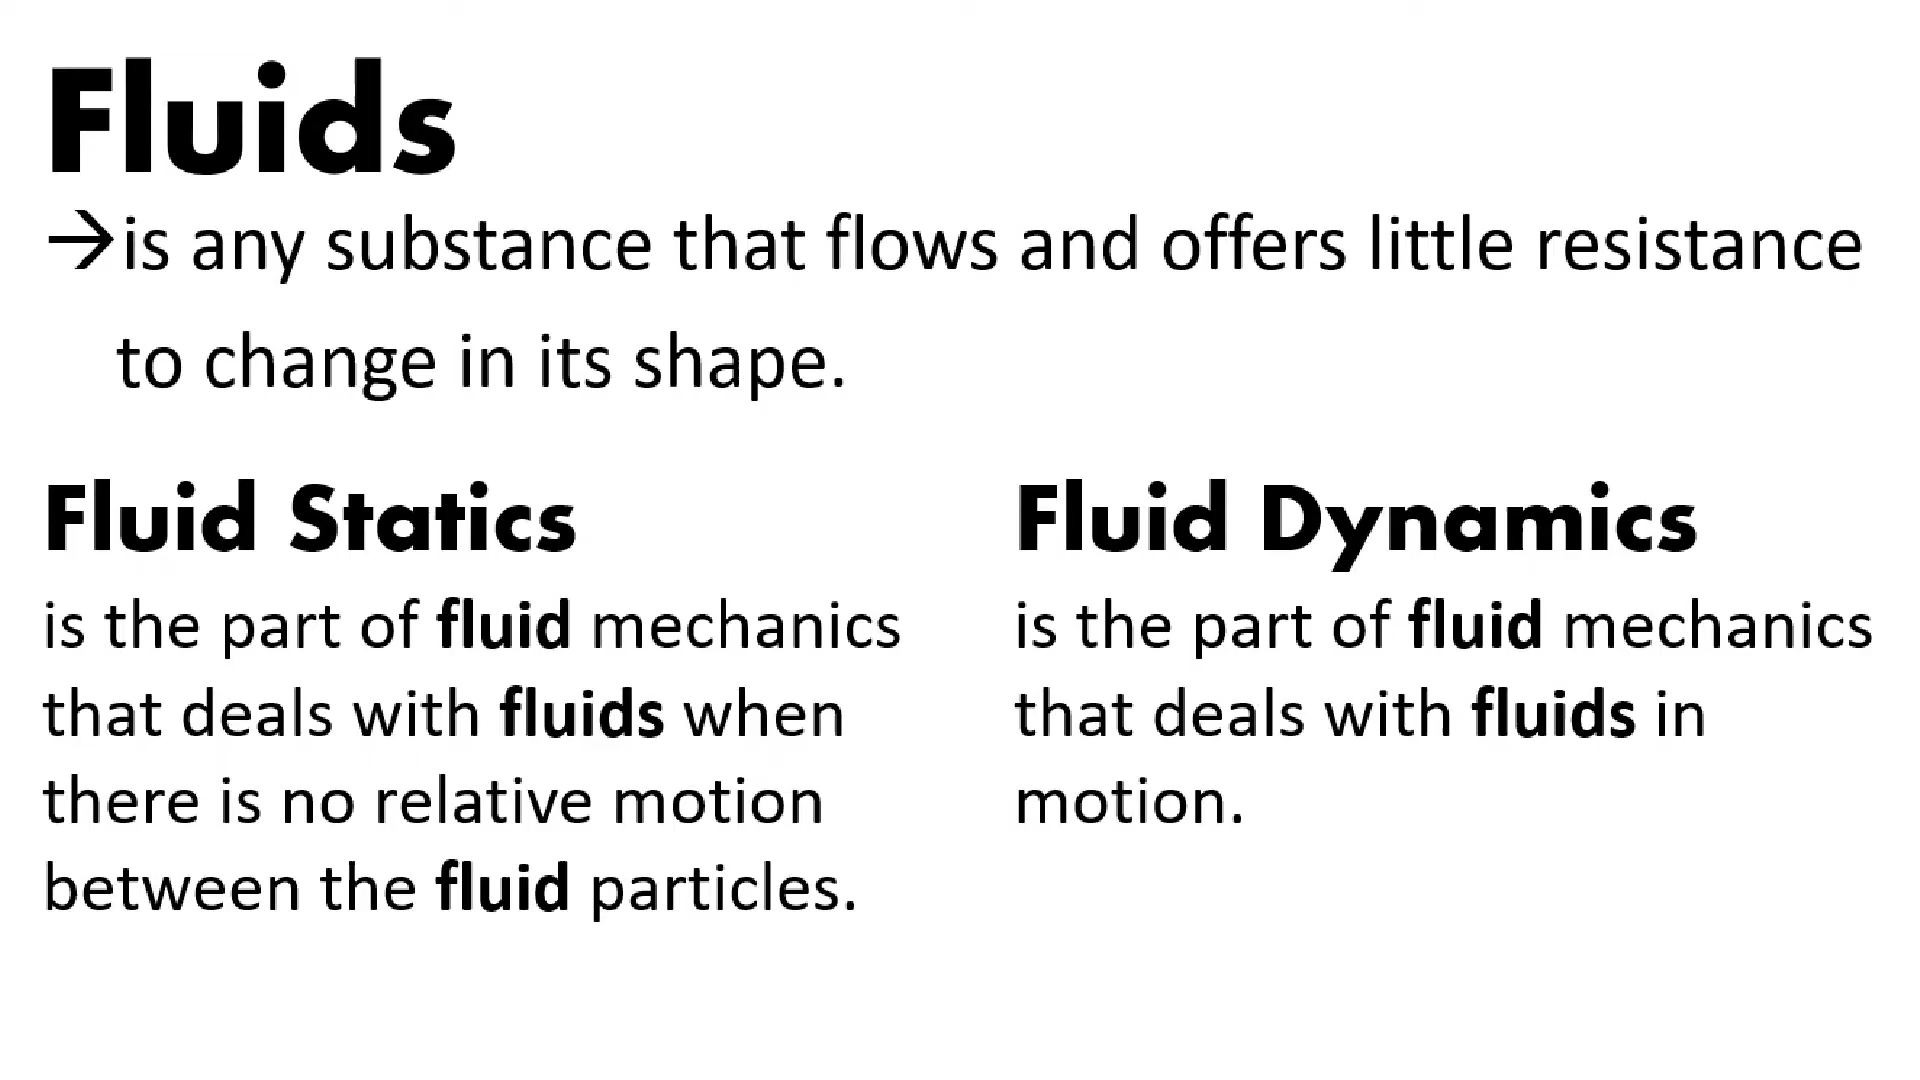 Fluids
→is any substance that flows and offers little resistance
to change in its shape.
Fluid Statics
is the part of fluid mechanics
that deals with fluids when
there is no relative motion
between the fluid particles.
Fluid Dynamics
is the part of fluid mechanics
that deals with fluids in
motion.